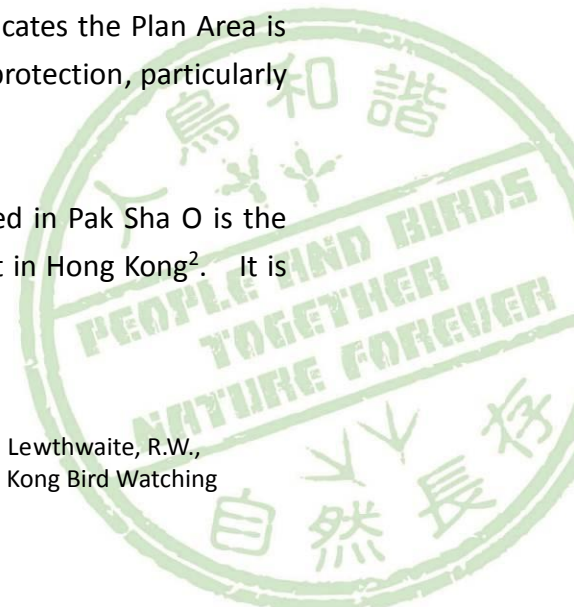 cates the Plan Area is
protection, particularly
ed in Pak Sha O is the
t in Hong Kong². It is
Lewthwaite, R.W.,
Kong Bird Watching
人鳥和諧
PEOPLE AND BIRDS
TOGETHER
NATURE FOREVER
自然長存